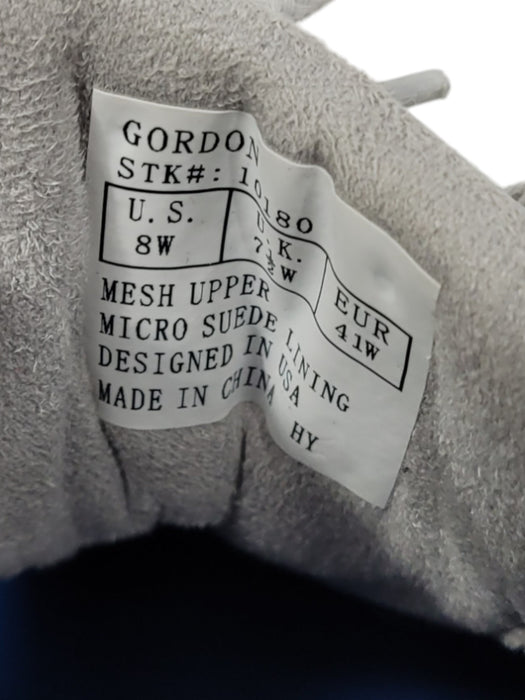 GORDON
STK#: 10180
U.S. U.K. EUR
8W 7½W 41W
MESH UPPER
MICRO SUEDE LINING
DESIGNED IN USA
MADE IN CHINA
HY